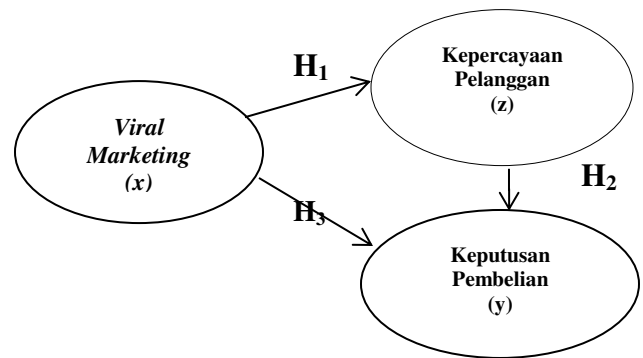 Kepercayaan
Pelanggan
(z)
H₁
Viral
Marketing
(x)
H₂
H₃
Keputusan
Pembelian
(y)